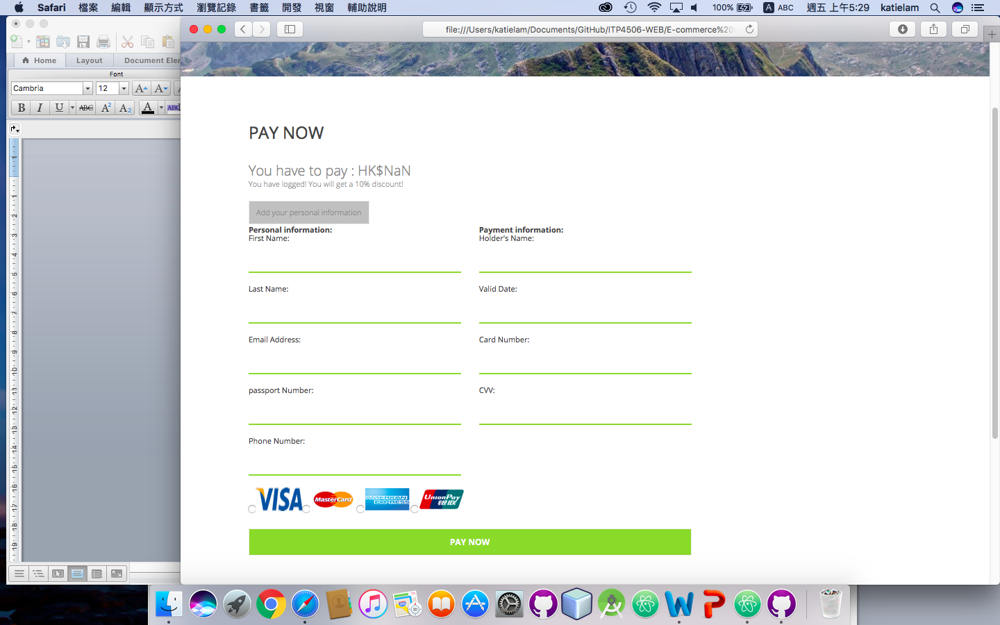 Safari 檔案 編輯 顯示方式 瀏覽記錄 書籤 開發 視窗 輔助說明 100% A ABC 週五 上午5:29 katielam
file:///Users/katielam/Documents/GitHub/ITP4506-WEB/E-commerce%20
Home Layout Document Elem
Font
Cambria 12
PAY NOW
You have to pay : HK$NaN
You have logged! You will get a 10% discount!
Add your personal information
Personal information:
First Name:
Last Name:
Email Address:
passport Number:
Phone Number:
Payment information:
Holder's Name:
Valid Date:
Card Number:
CVV:
VISA MasterCard AMERICAN EXPRESS UnionPay 银联
PAY NOW